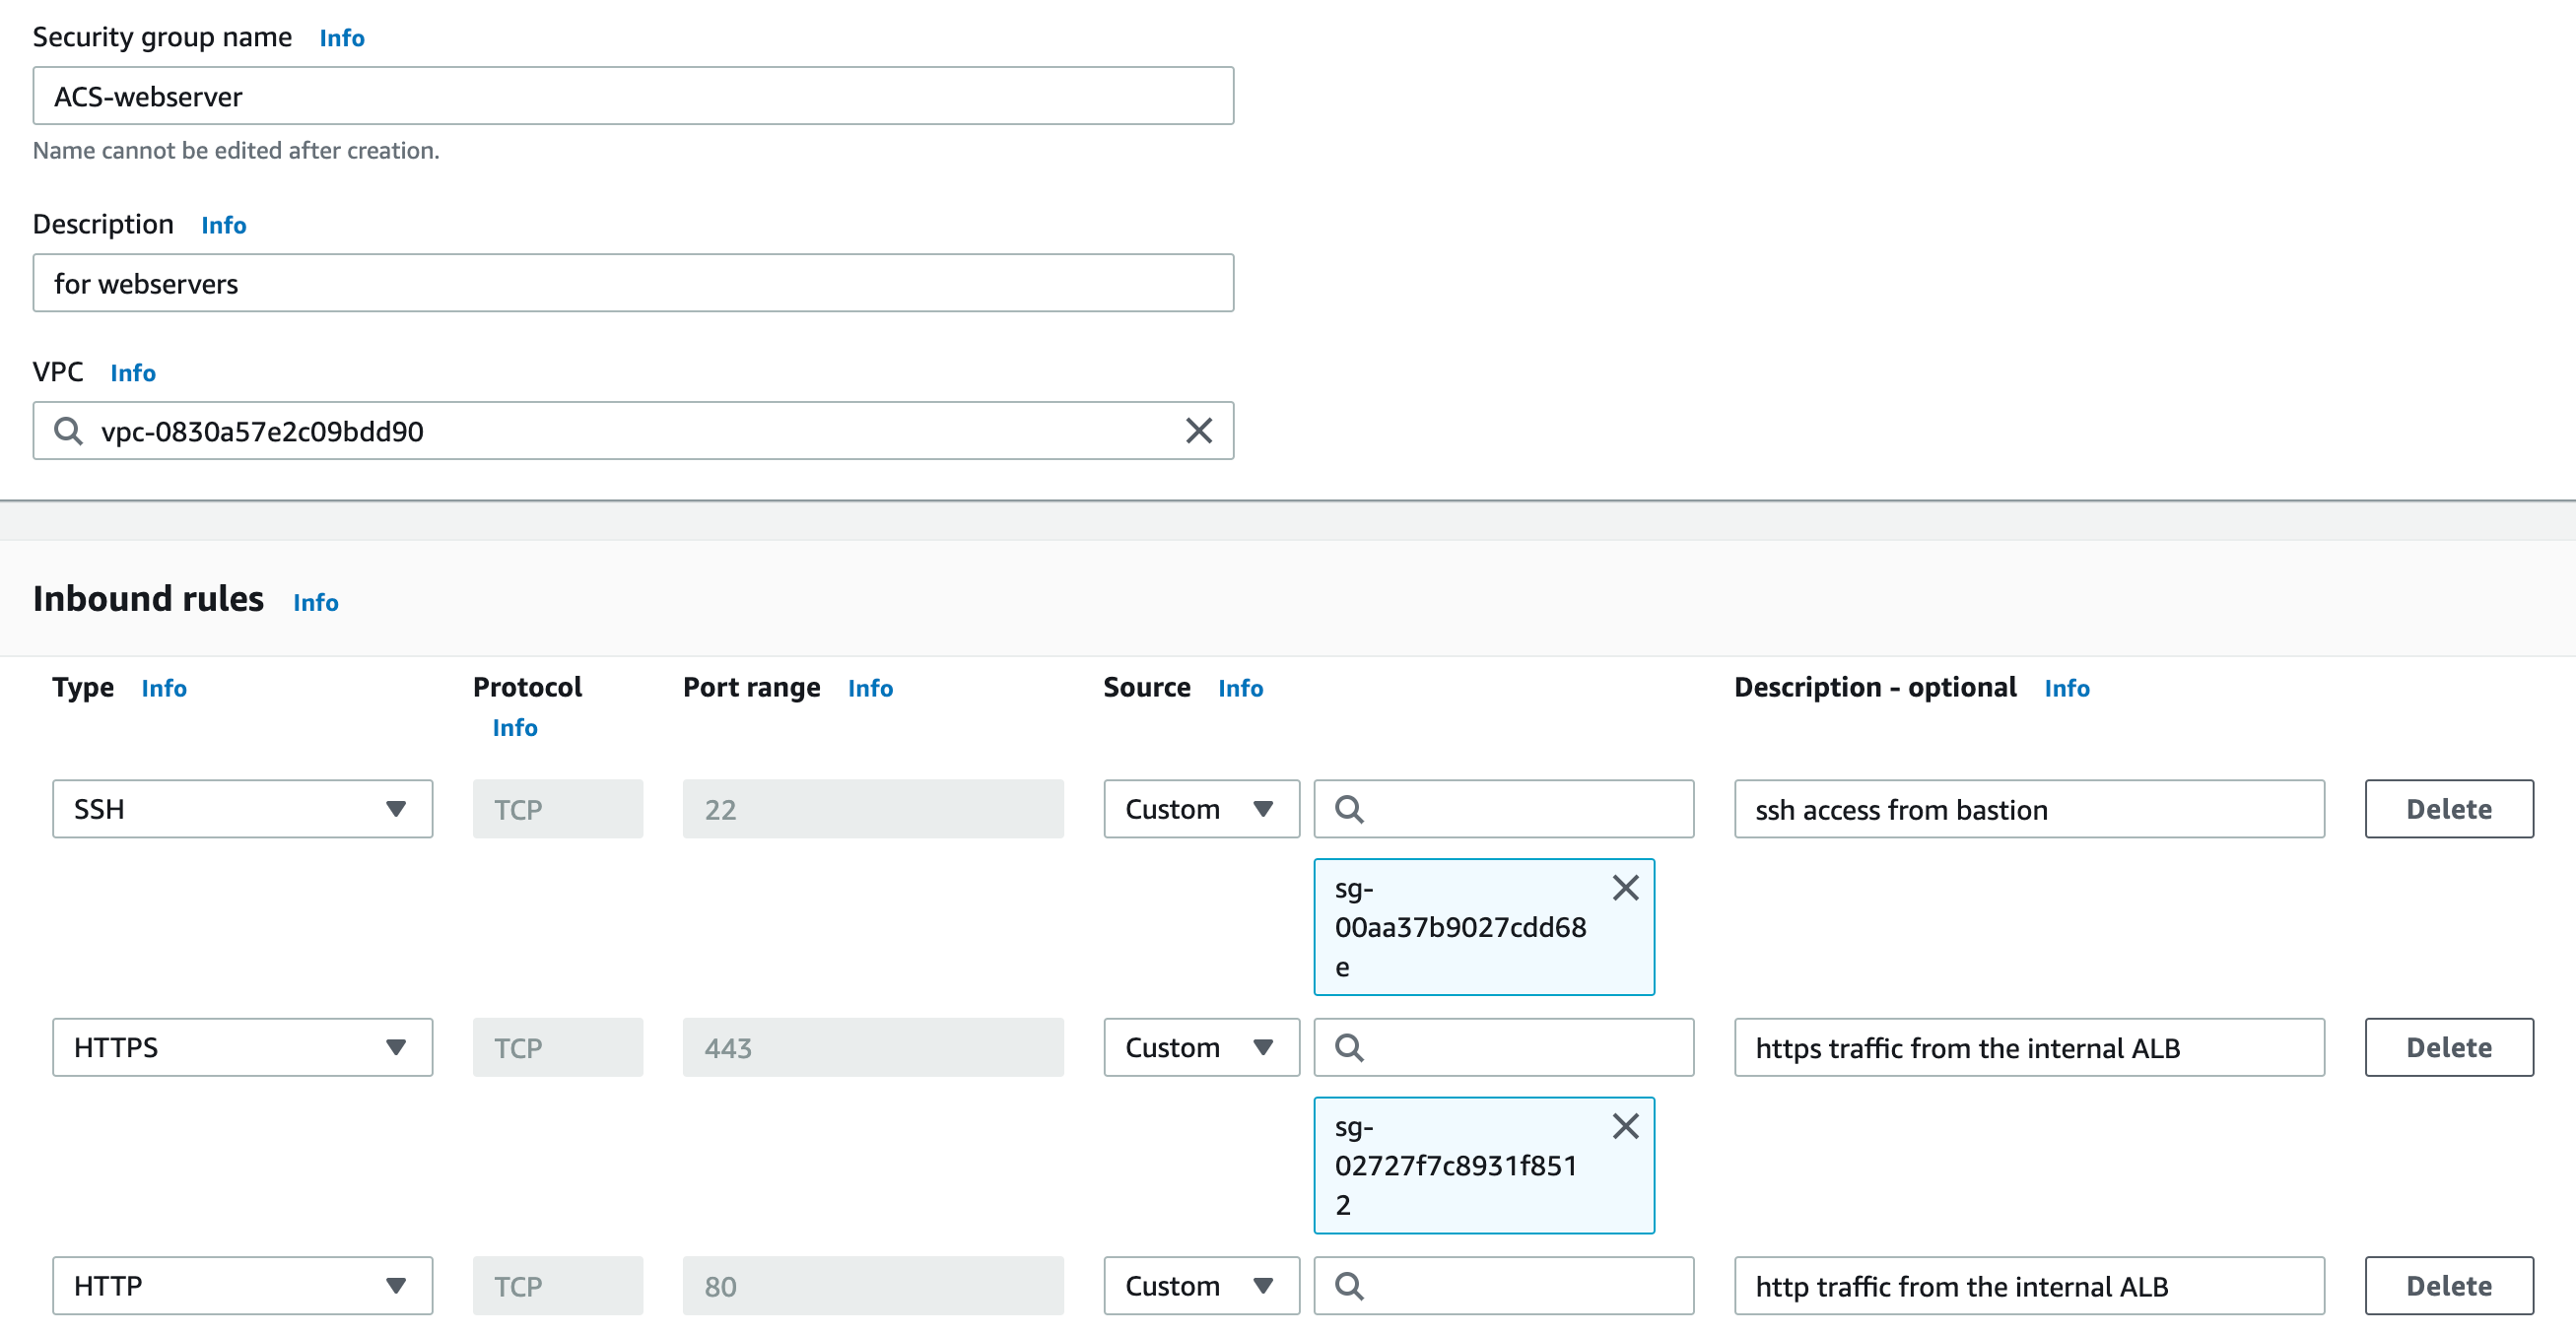 Security group name Info
ACS-webserver
Name cannot be edited after creation.
Description Info
for webservers
VPC Info
vpc-0830a57e2c09bdd90
Inbound rules Info
Type Info Protocol Port range Info Source Info Description - optional Info
Info
SSH TCP 22 Custom ssh access from bastion Delete
sg-
00aa37b9027cdd68
e
HTTPS TCP 443 Custom https traffic from the internal ALB Delete
sg-
02727f7c8931f851
2
HTTP TCP 80 Custom http traffic from the internal ALB Delete